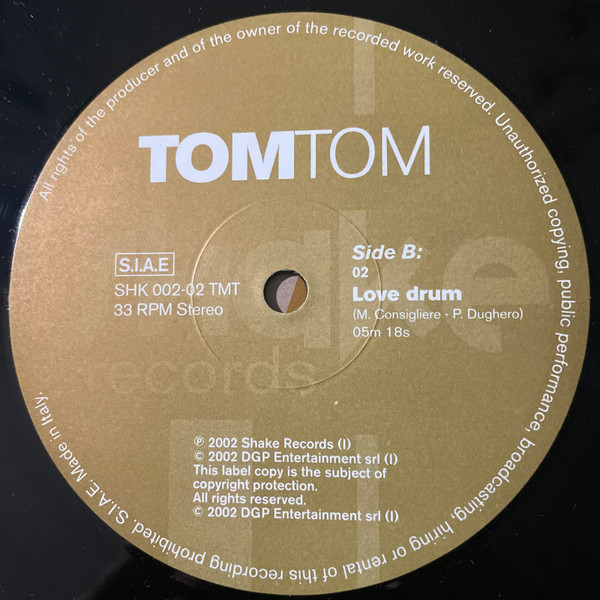 All rights of the producer and of the owner of the recorded work reserved. Unauthorized copying, public performance, broadcasting, hiring or rental of this recording prohibited. S.I.A.E. Made in Italy.
TOMTOM
S.I.A.E
SHK 002-02 TMT
33 RPM Stereo
Side B:
02
Love drum
(M. Consigliere - P. Dughero)
05m 18s
shake
records
℗ 2002 Shake Records (I)
© 2002 DGP Entertainment srl (I)
This label copy is the subject of
copyright protection.
All rights reserved.
© 2002 DGP Entertainment srl (I)